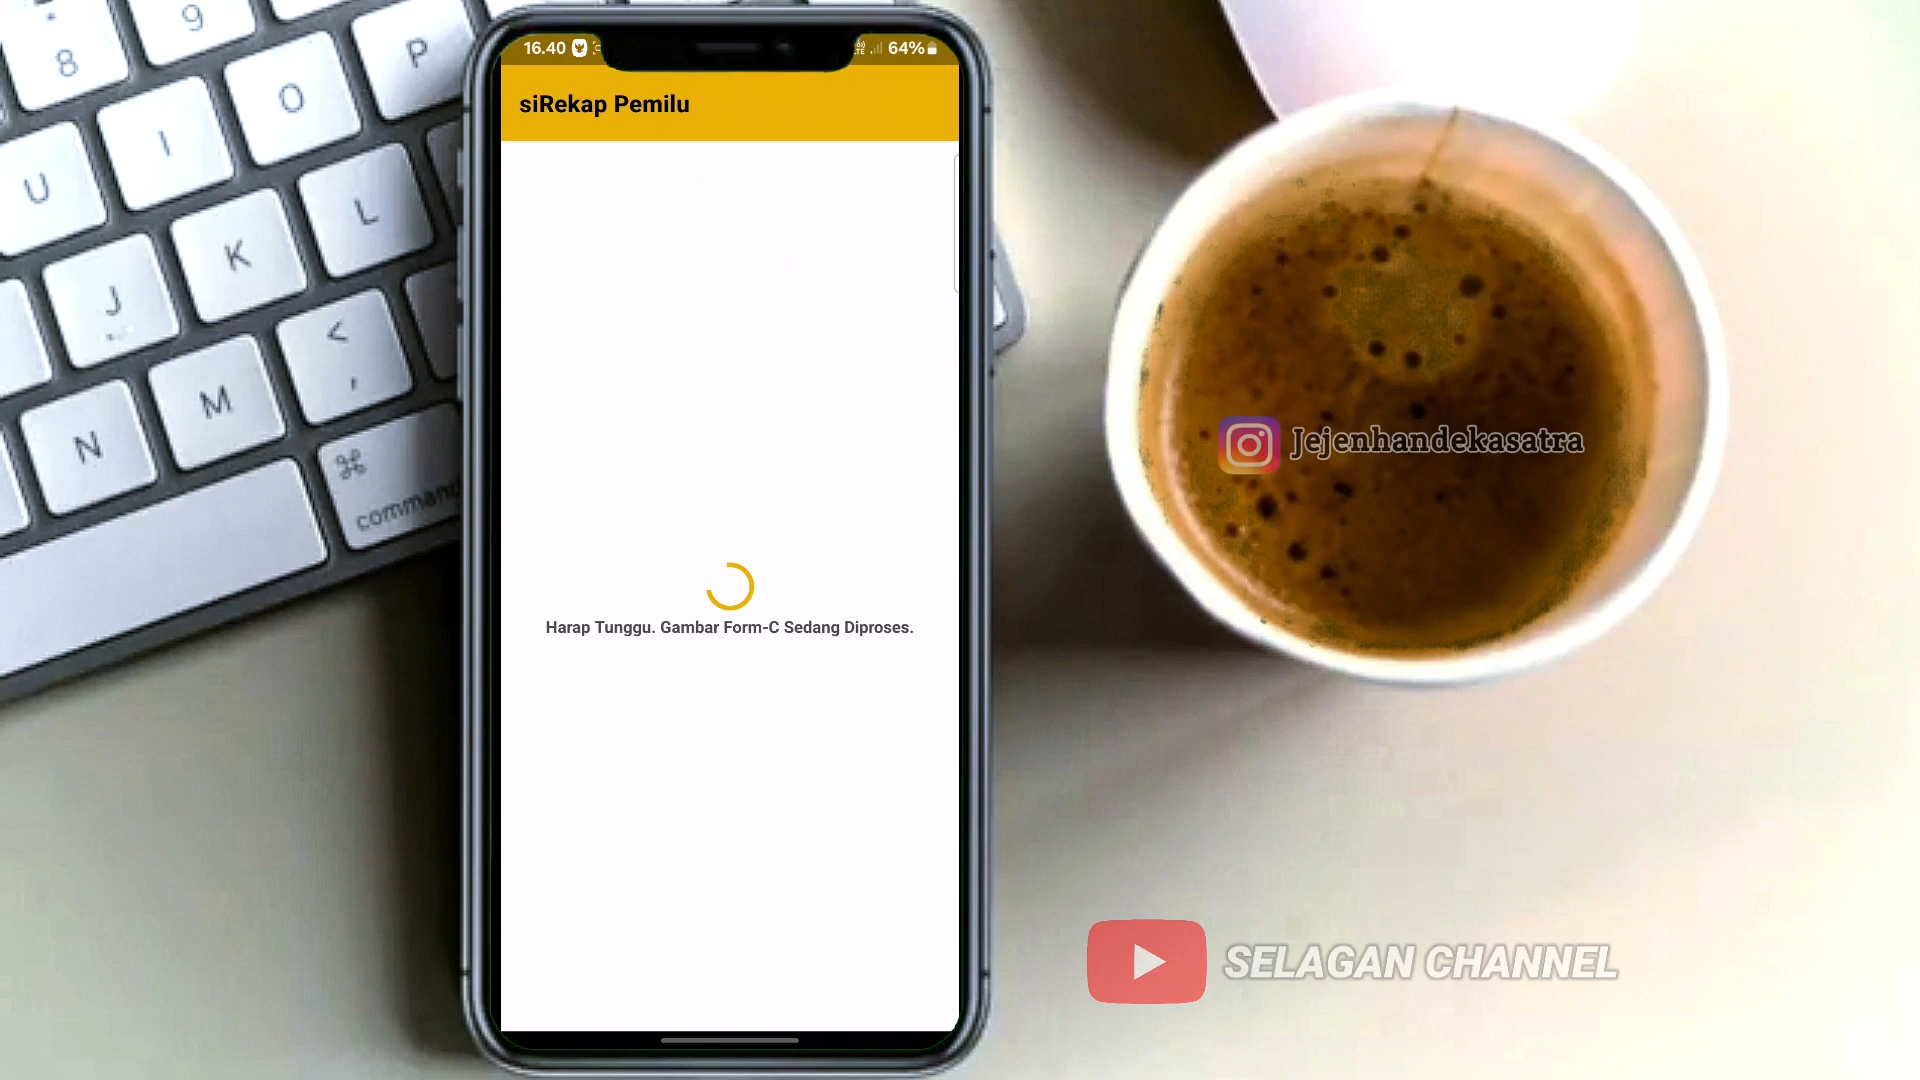 16.40
64%
siRekap Pemilu
Harap Tunggu. Gambar Form-C Sedang Diproses.
8
9
P
O
I
U
L
K
J
<
,
M
N
⌘
command
Jejenhandekasatra
SELAGAN CHANNEL